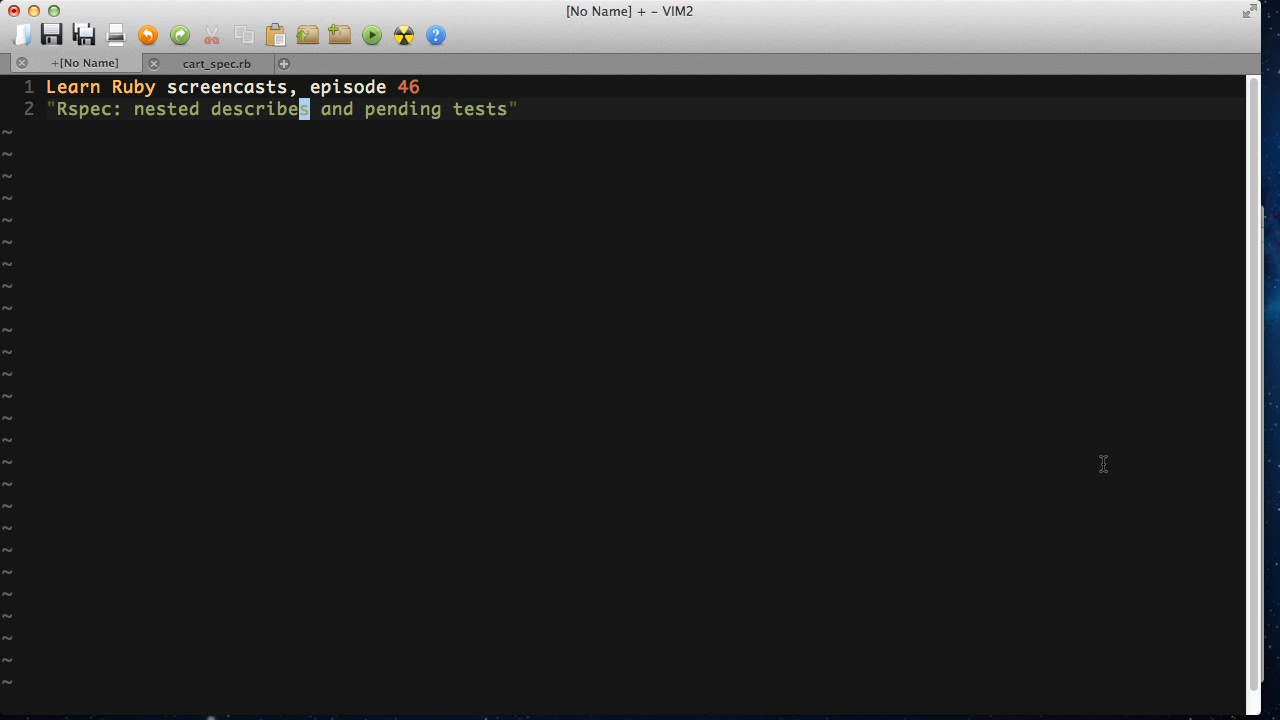 [No Name] + - VIM2
+[No Name]
cart_spec.rb
1 Learn Ruby screencasts, episode 46
2 "Rspec: nested describes and pending tests"